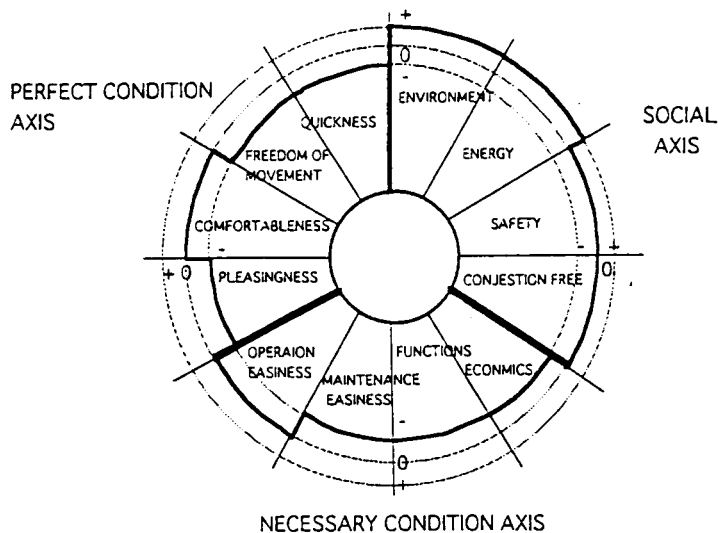 +
0
-
PERFECT CONDITION
AXIS
SOCIAL
AXIS
ENVIRONMENT
QUICKNESS
ENERGY
FREEDOM OF
MOVEMENT
COMFORTABLENESS
SAFETY
+ 0
-
- +
0
PLEASINGNESS
CONJESTION FREE
OPERAION
EASINESS
MAINTENANCE
EASINESS
FUNCTIONS
ECONMICS
-
0
+
NECESSARY CONDITION AXIS